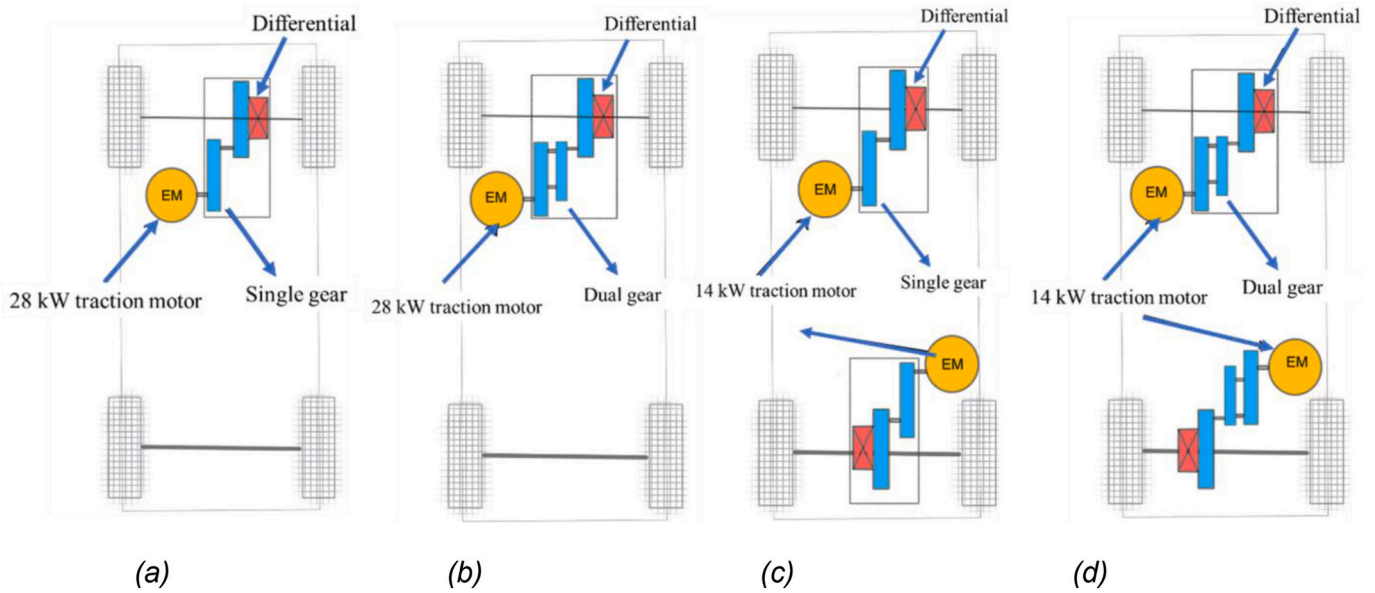 Differential
EM
28 kW traction motor
Single gear
(a)
Differential
EM
28 kW traction motor
Dual gear
(b)
Differential
EM
14 kW traction motor
Single gear
EM
(c)
Differential
EM
14 kW traction motor
Dual gear
EM
(d)